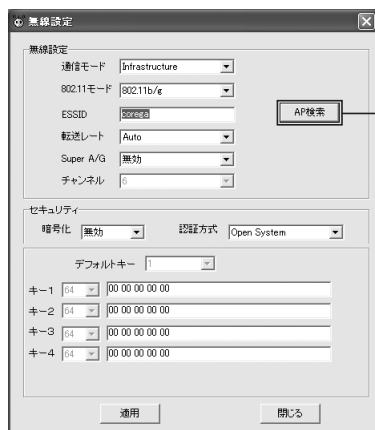 無線設定
無線設定
通信モード Infrastructure
802.11モード 802.11b/g
ESSID corega
AP検索
転送レート Auto
Super A/G 無効
チャンネル 6
セキュリティ
暗号化 無効 認証方式 Open System
デフォルトキー 1
キー1 64 00 00 00 00 00
キー2 64 00 00 00 00 00
キー3 64 00 00 00 00 00
キー4 64 00 00 00 00 00
適用 閉じる